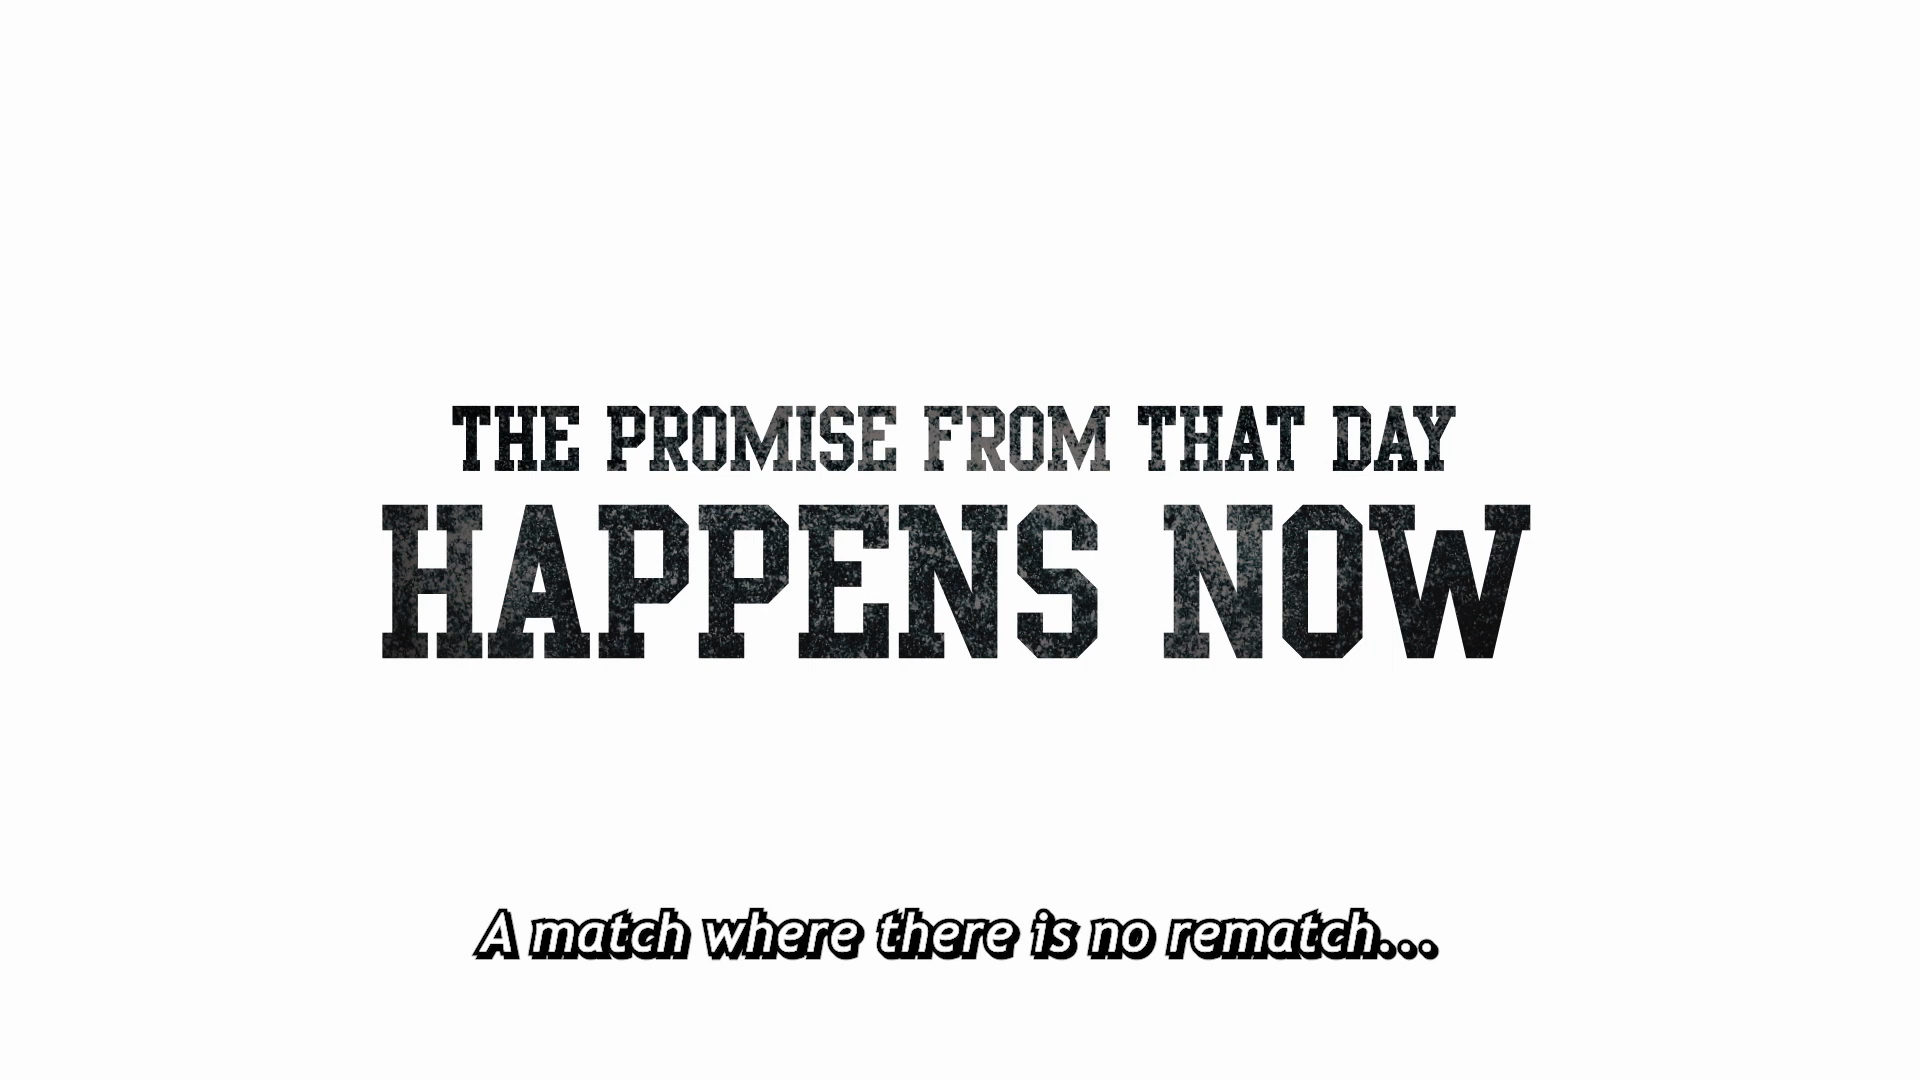 THE PROMISE FROM THAT DAY
HAPPENS NOW
A match where there is no rematch...